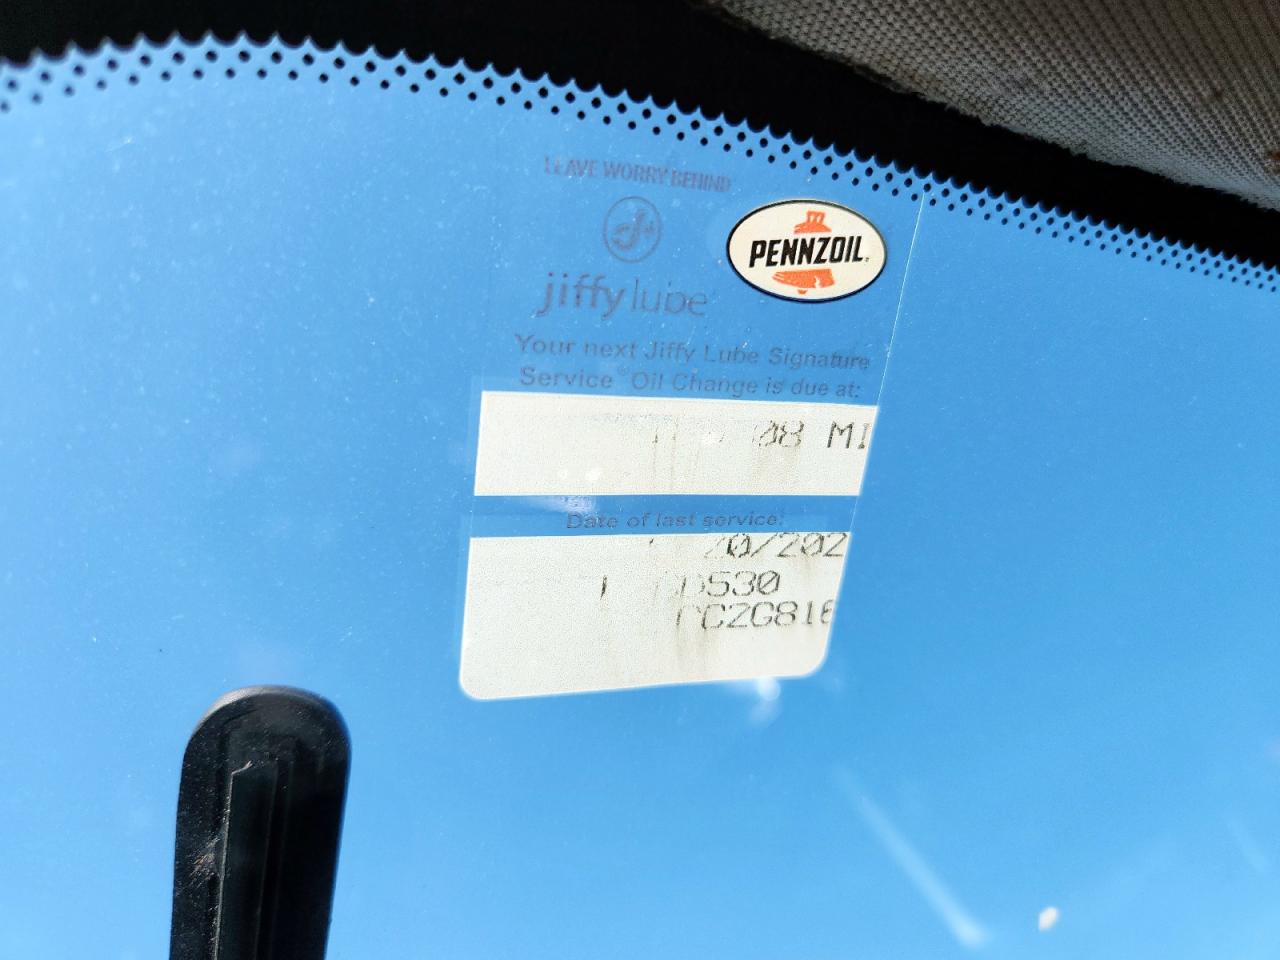 LEAVE WORRY BEHIND
PENNZOIL
jiffy lube
Your next Jiffy Lube Signature
Service Oil Change is due at:
08 MI
Date of last service:
20/202
D530
CCZG816